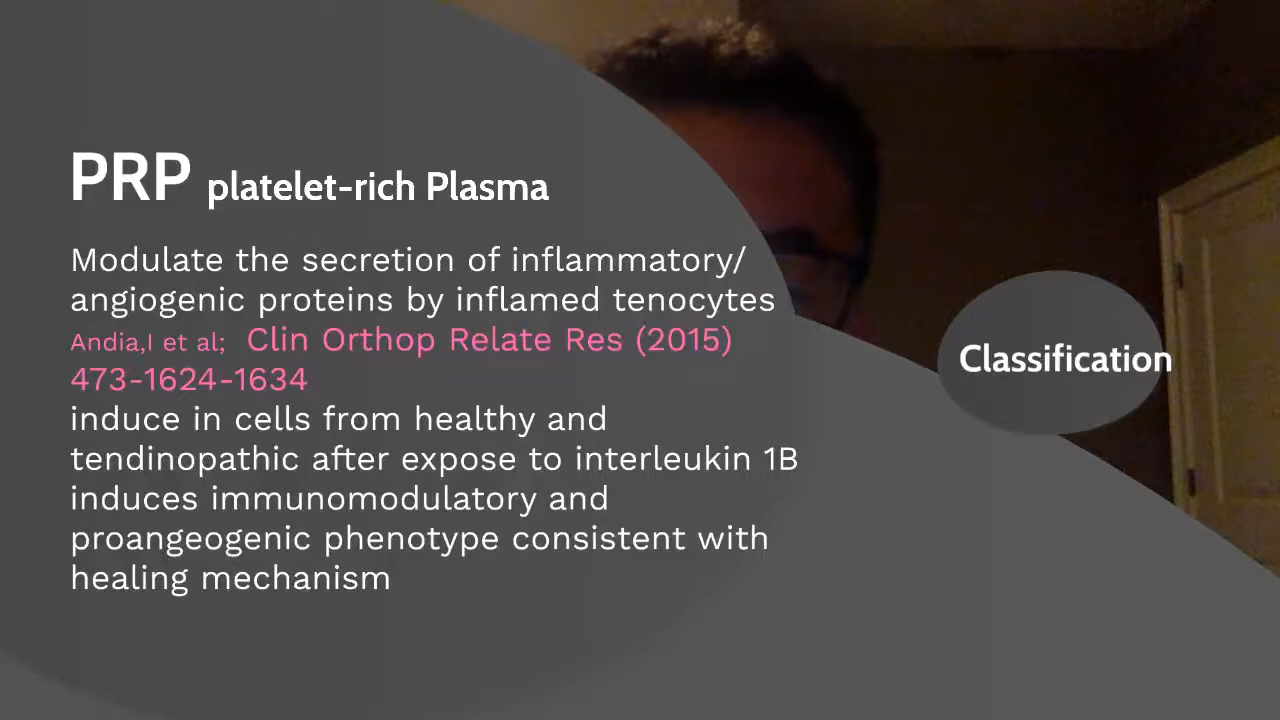 PRP platelet-rich Plasma
Modulate the secretion of inflammatory/
angiogenic proteins by inflamed tenocytes
Andia,I et al; Clin Orthop Relate Res (2015)
473-1624-1634
induce in cells from healthy and
tendinopathic after expose to interleukin 1B
induces immunomodulatory and
proangeogenic phenotype consistent with
healing mechanism
Classification